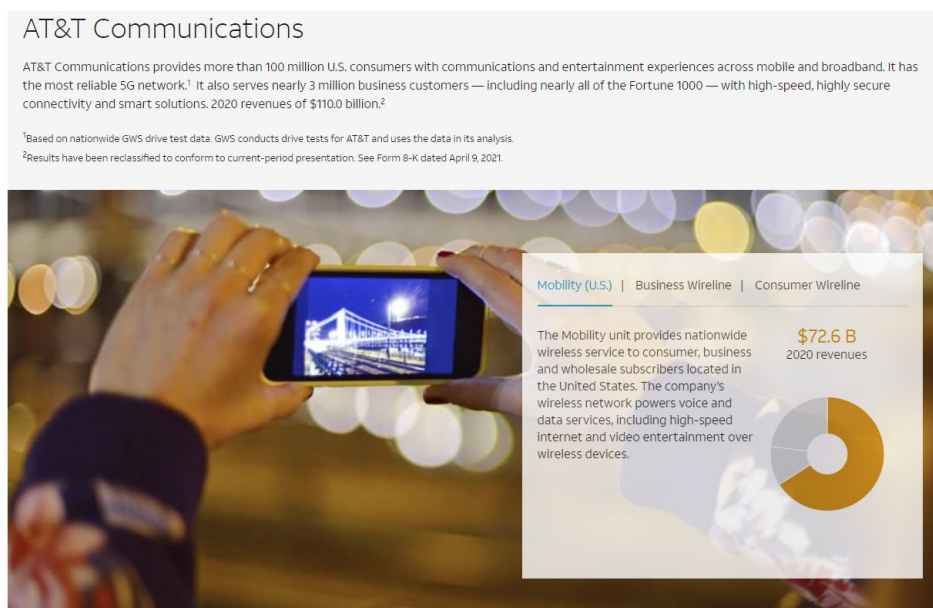 AT&T Communications
AT&T Communications provides more than 100 million U.S. consumers with communications and entertainment experiences across mobile and broadband. It has
the most reliable 5G network.¹ It also serves nearly 3 million business customers — including nearly all of the Fortune 1000 — with high-speed, highly secure
connectivity and smart solutions. 2020 revenues of $110.0 billion.²
¹Based on nationwide GWS drive test data. GWS conducts drive tests for AT&T and uses the data in its analysis.
²Results have been reclassified to conform to current-period presentation. See Form 8-K dated April 9, 2021.
Mobility (U.S.) | Business Wireline | Consumer Wireline
The Mobility unit provides nationwide
wireless service to consumer, business
and wholesale subscribers located in
the United States. The company's
wireless network powers voice and
data services, including high-speed
internet and video entertainment over
wireless devices.
$72.6 B
2020 revenues